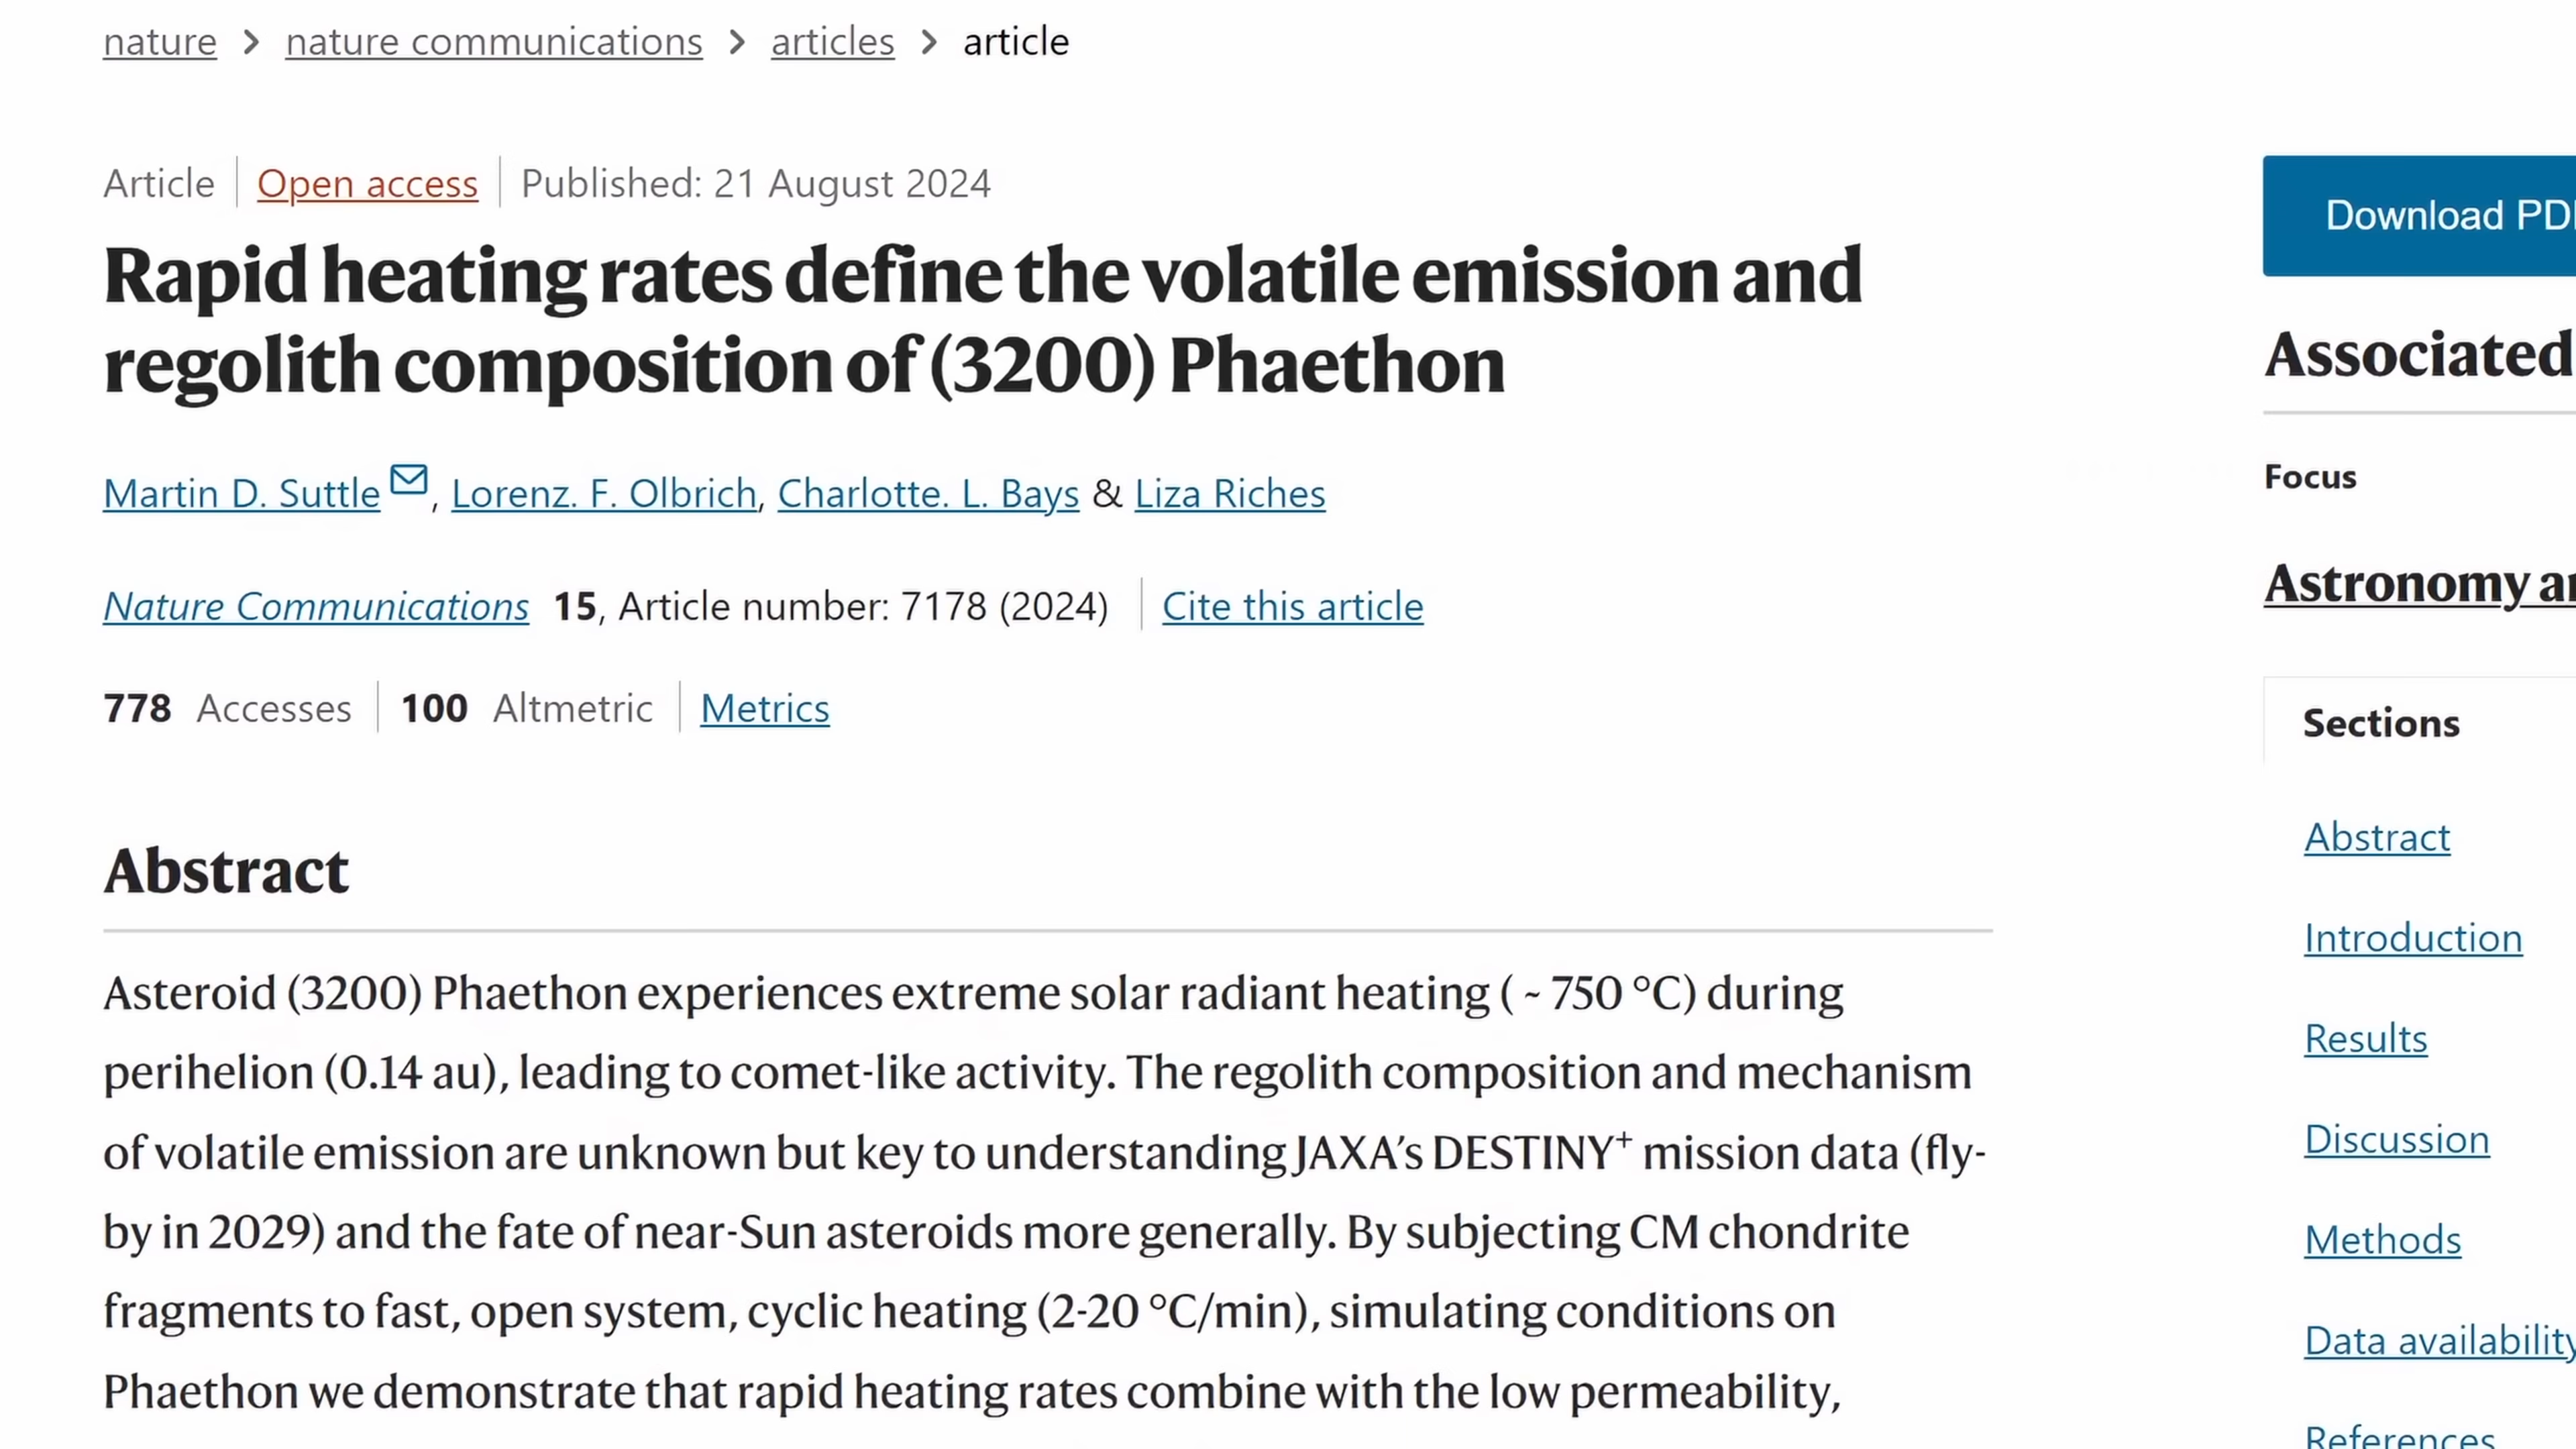 nature > nature communications > articles > article
Article | Open access | Published: 21 August 2024
Rapid heating rates define the volatile emission and
regolith composition of (3200) Phaethon
Martin D. Suttle, Lorenz. F. Olbrich, Charlotte. L. Bays & Liza Riches
Nature Communications 15, Article number: 7178 (2024) | Cite this article
778 Accesses | 100 Altmetric | Metrics
Abstract
Asteroid (3200) Phaethon experiences extreme solar radiant heating ( ~ 750 °C) during
perihelion (0.14 au), leading to comet-like activity. The regolith composition and mechanism
of volatile emission are unknown but key to understanding JAXA’s DESTINY⁺ mission data (fly-
by in 2029) and the fate of near-Sun asteroids more generally. By subjecting CM chondrite
fragments to fast, open system, cyclic heating (2-20 °C/min), simulating conditions on
Phaethon we demonstrate that rapid heating rates combine with the low permeability,
Download PD
Associated
Focus
Astronomy a
Sections
Abstract
Introduction
Results
Discussion
Methods
Data availability
References